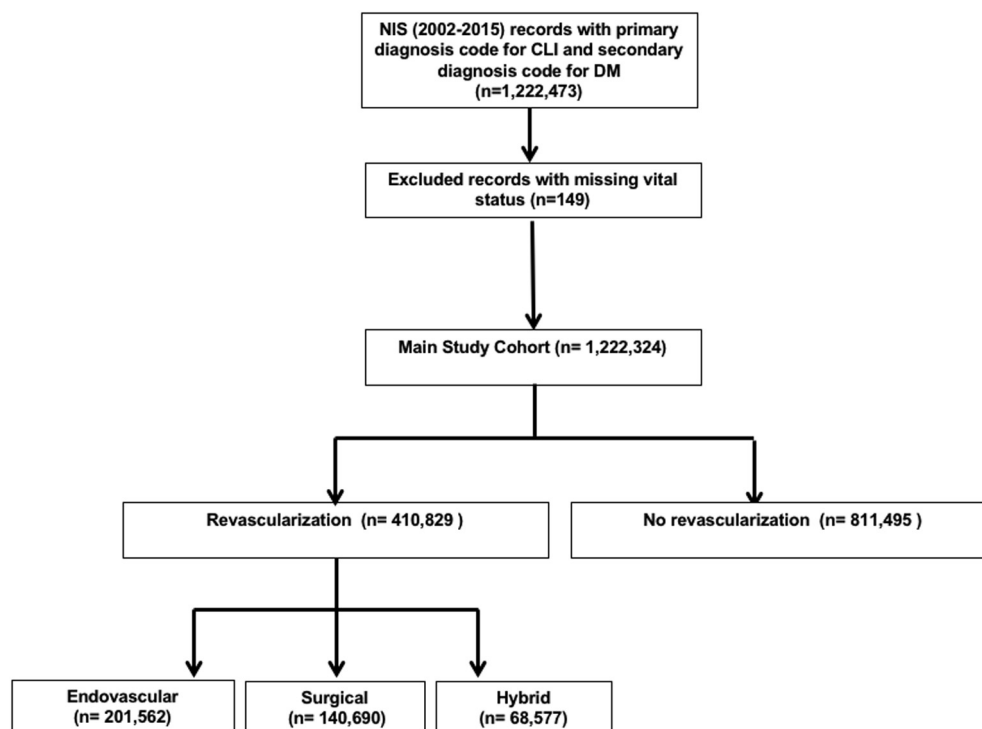 NIS (2002-2015) records with primary
diagnosis code for CLI and secondary
diagnosis code for DM
(n=1,222,473)
Excluded records with missing vital
status (n=149)
Main Study Cohort (n= 1,222,324)
Revascularization (n= 410,829 )
No revascularization (n= 811,495 )
Endovascular
(n= 201,562)
Surgical
(n= 140,690)
Hybrid
(n= 68,577)